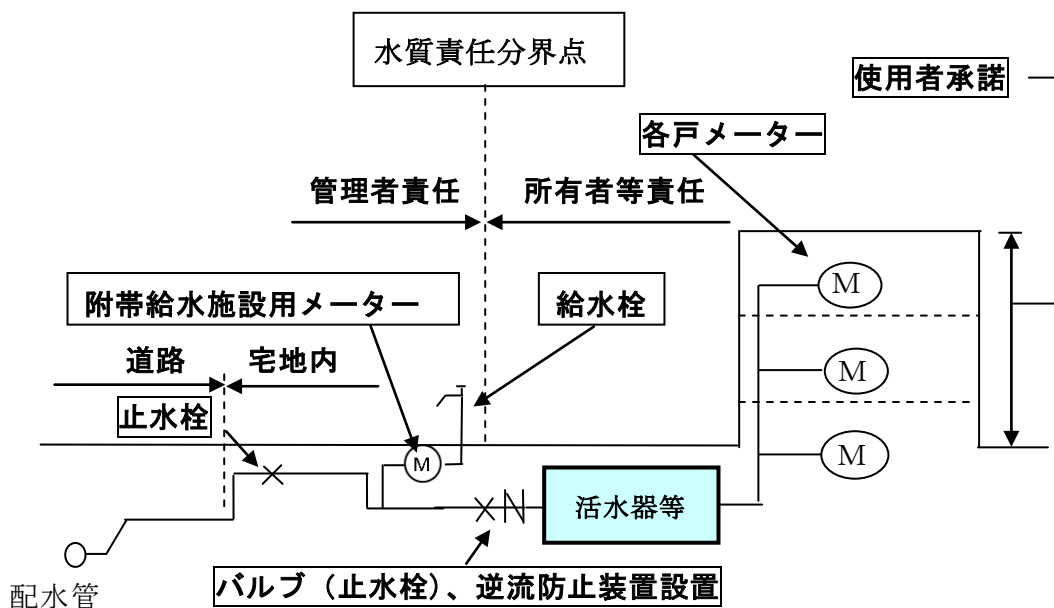 水質責任分界点
使用者承諾
各戸メーター
管理者責任
所有者等責任
附帯給水施設用メーター
給水栓
M
道路
宅地内
止水栓
M
M
M
活水器等
バルブ（止水栓）、逆流防止装置設置
配水管